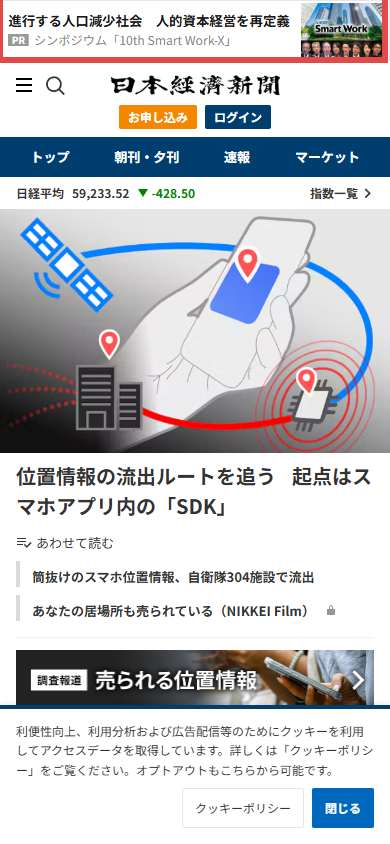 進行する人口減少社会　人的資本経営を再定義
PR シンポジウム「10th Smart Work-X」
Smart Work
日本経済新聞
お申し込み ログイン
トップ 朝刊・夕刊 速報 マーケット
日経平均 59,233.52 ▼ -428.50 指数一覧
位置情報の流出ルートを追う　起点はス
マホアプリ内の「SDK」
あわせて読む
筒抜けのスマホ位置情報、自衛隊304施設で流出
あなたの居場所も売られている（NIKKEI Film）
調査報道 売られる位置情報
利便性向上、利用分析および広告配信等のためにクッキーを利用
してアクセスデータを取得しています。詳しくは「クッキーポリシ
ー」をご覧ください。オプトアウトもこちらから可能です。
クッキーポリシー 閉じる